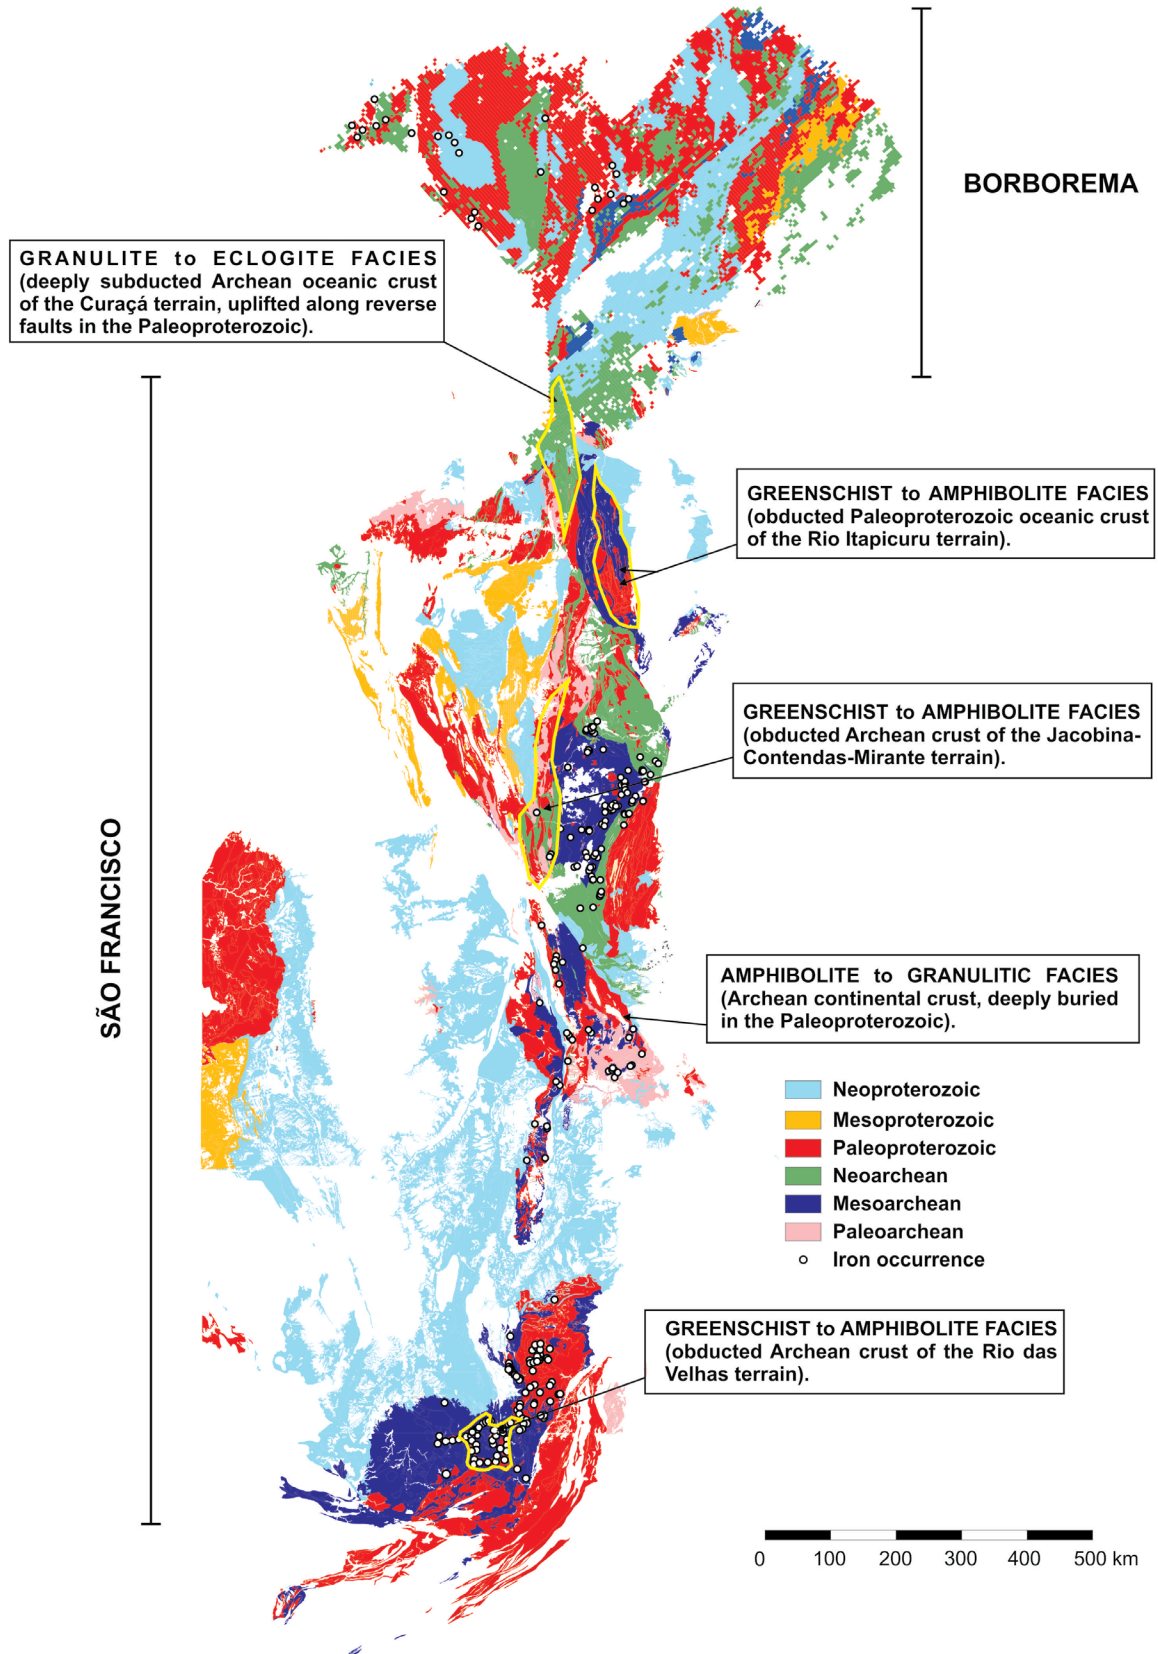 BORBOREMA
GRANULITE to ECLOGITE FACIES
(deeply subducted Archean oceanic crust
of the Curaçá terrain, uplifted along reverse
faults in the Paleoproterozoic).
GREENSCHIST to AMPHIBOLITE FACIES
(obducted Paleoproterozoic oceanic crust
of the Rio Itapicuru terrain).
GREENSCHIST to AMPHIBOLITE FACIES
(obducted Archean crust of the Jacobina-
Contendas-Mirante terrain).
SÃO FRANCISCO
AMPHIBOLITE to GRANULITIC FACIES
(Archean continental crust, deeply buried
in the Paleoproterozoic).
Neoproterozoic
Mesoproterozoic
Paleoproterozoic
Neoarchean
Mesoarchean
Paleoarchean
Iron occurrence
GREENSCHIST to AMPHIBOLITE FACIES
(obducted Archean crust of the Rio das
Velhas terrain).
0 100 200 300 400 500 km